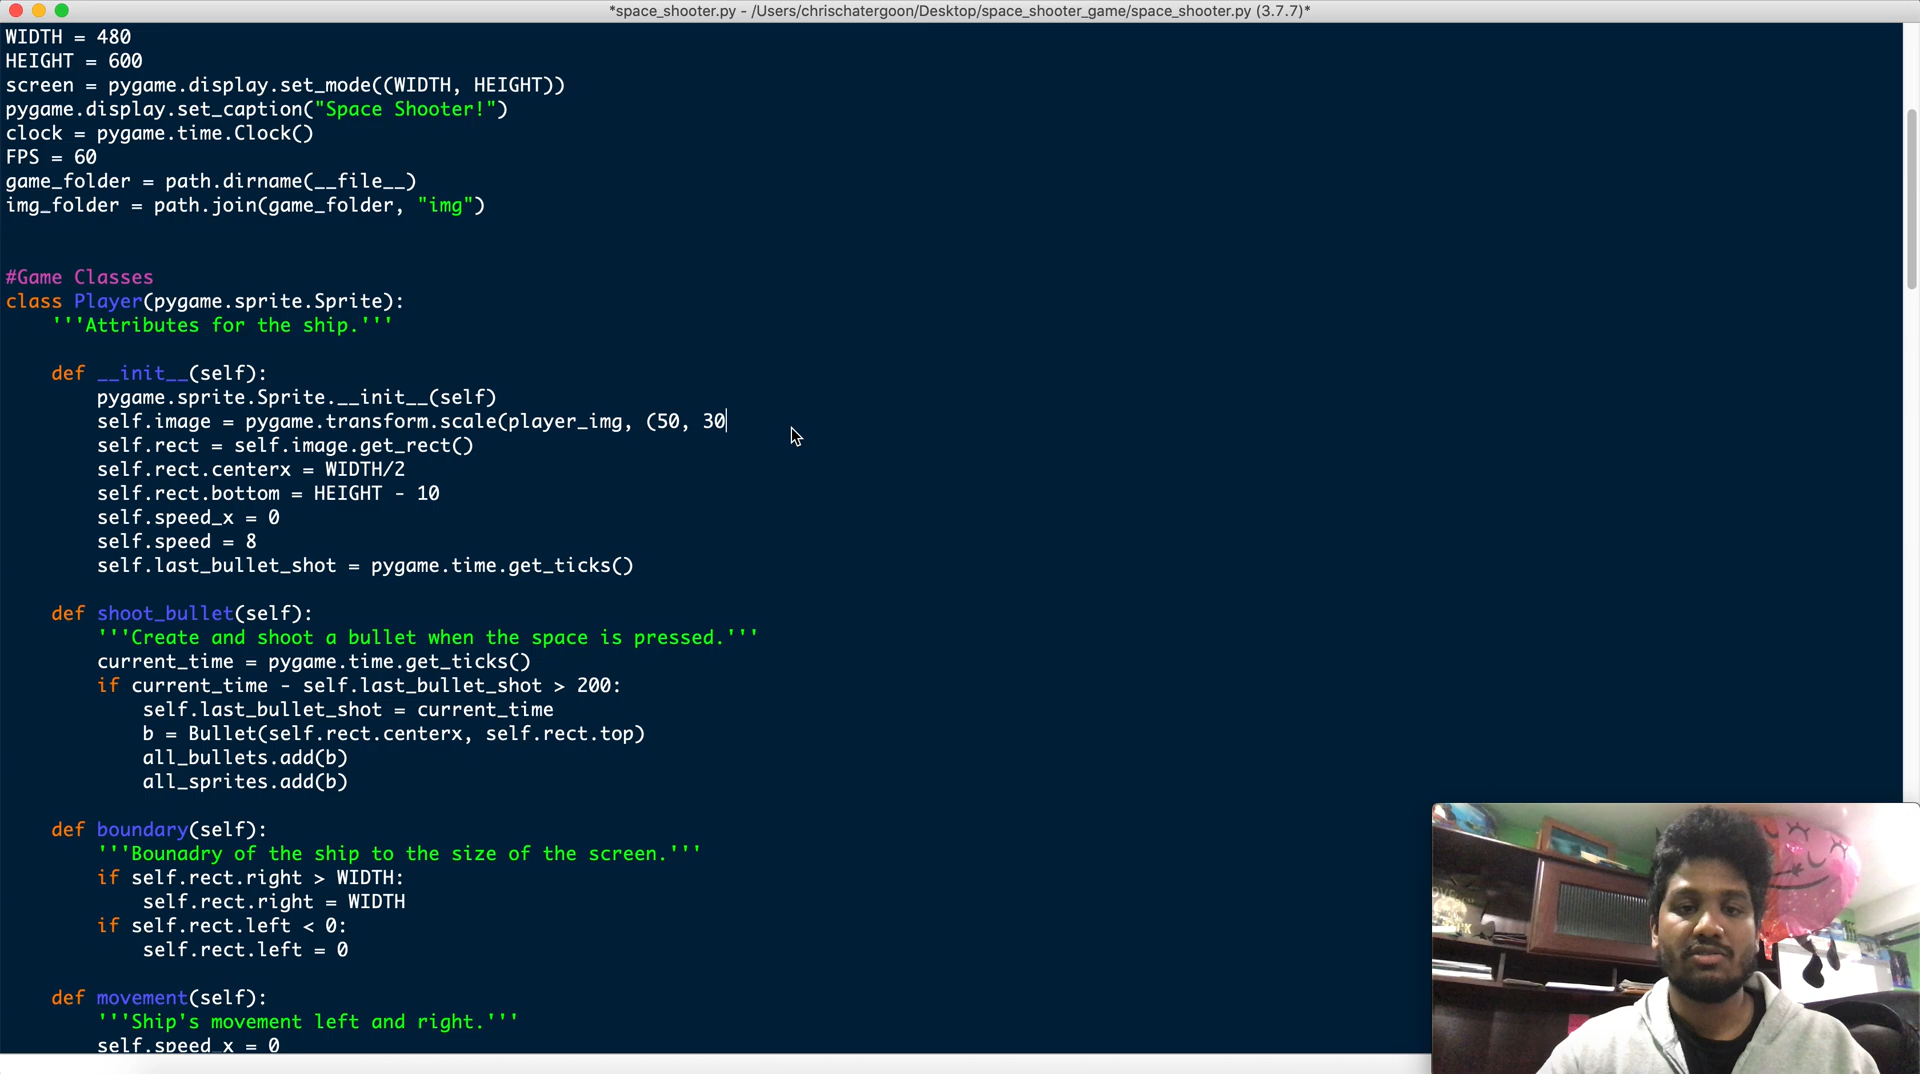 *space_shooter.py - /Users/chrischatergoon/Desktop/space_shooter_game/space_shooter.py (3.7.7)*
WIDTH = 480
HEIGHT = 600
screen = pygame.display.set_mode((WIDTH, HEIGHT))
pygame.display.set_caption("Space Shooter!")
clock = pygame.time.Clock()
FPS = 60
game_folder = path.dirname(__file__)
img_folder = path.join(game_folder, "img")
#Game Classes
class Player(pygame.sprite.Sprite):
'''Attributes for the ship.'''
def __init__(self):
pygame.sprite.Sprite.__init__(self)
self.image = pygame.transform.scale(player_img, (50, 30
self.rect = self.image.get_rect()
self.rect.centerx = WIDTH/2
self.rect.bottom = HEIGHT - 10
self.speed_x = 0
self.speed = 8
self.last_bullet_shot = pygame.time.get_ticks()
def shoot_bullet(self):
'''Create and shoot a bullet when the space is pressed.'''
current_time = pygame.time.get_ticks()
if current_time - self.last_bullet_shot > 200:
self.last_bullet_shot = current_time
b = Bullet(self.rect.centerx, self.rect.top)
all_bullets.add(b)
all_sprites.add(b)
def boundary(self):
'''Bounadry of the ship to the size of the screen.'''
if self.rect.right > WIDTH:
self.rect.right = WIDTH
if self.rect.left < 0:
self.rect.left = 0
def movement(self):
'''Ship's movement left and right.'''
self.speed_x = 0